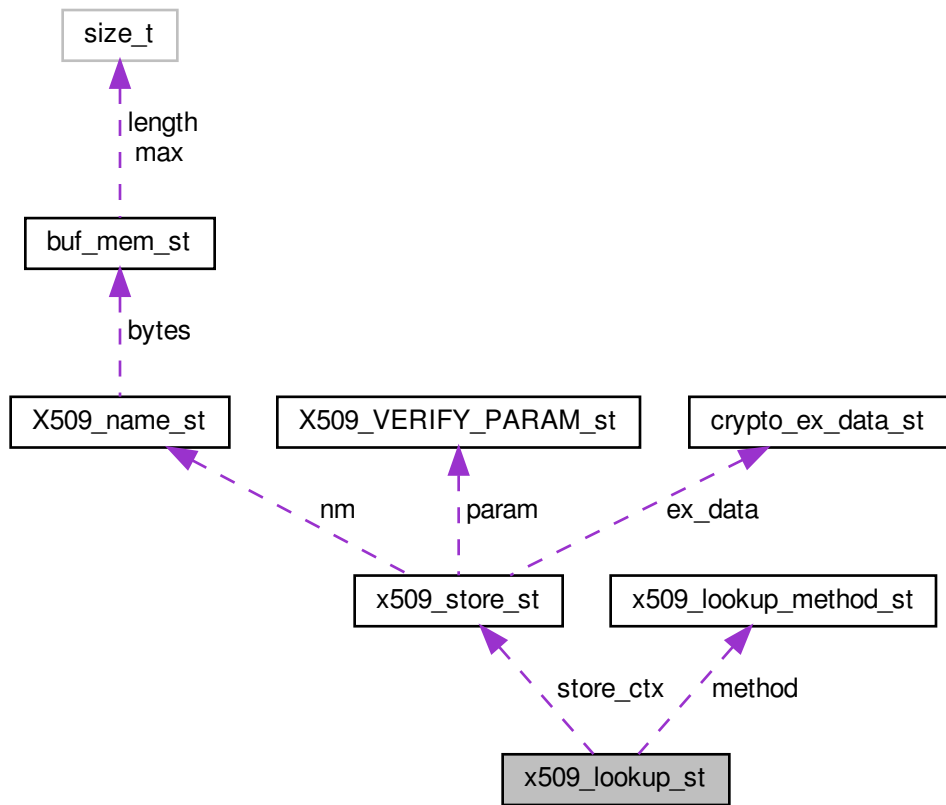 size_t
length
max
buf_mem_st
bytes
X509_name_st
X509_VERIFY_PARAM_st
crypto_ex_data_st
nm
param
ex_data
x509_store_st
x509_lookup_method_st
store_ctx
method
x509_lookup_st